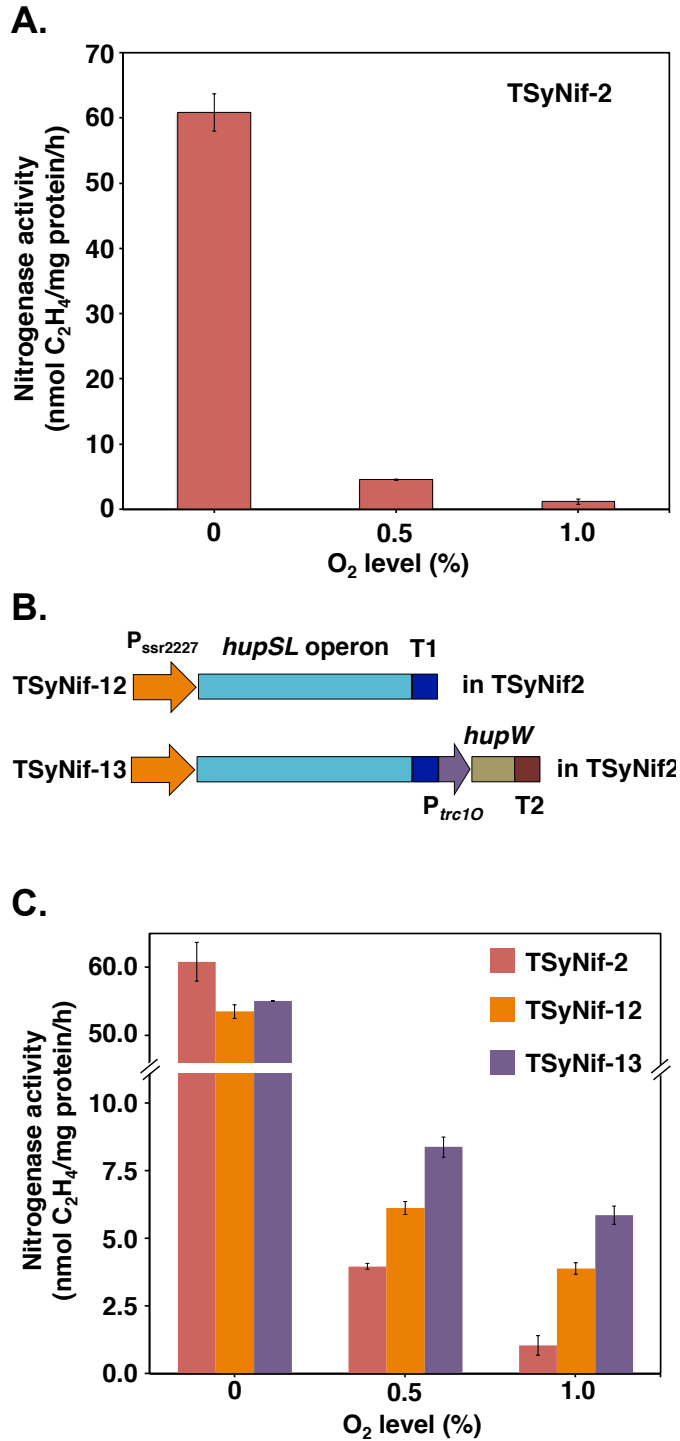 A.
TSyNif-2
Nitrogenase activity
(nmol C₂H₄/mg protein/h)
70
60
50
40
30
20
10
0
0 0.5 1.0
O₂ level (%)
B.
P_ssr2227 hupSL operon T1
TSyNif-12 in TSyNif2
hupW
TSyNif-13 in TSyNif2
P_trc1O T2
C.
Nitrogenase activity
(nmol C₂H₄/mg protein/h)
60.0
50.0
10.0
7.5
5.0
2.5
0.0
TSyNif-2
TSyNif-12
TSyNif-13
0 0.5 1.0
O₂ level (%)